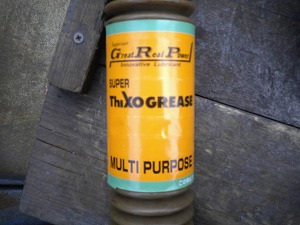 Great Real Power
Innovative Lubricant
SUPER
ThiXOGREASE
MULTI PURPOSE